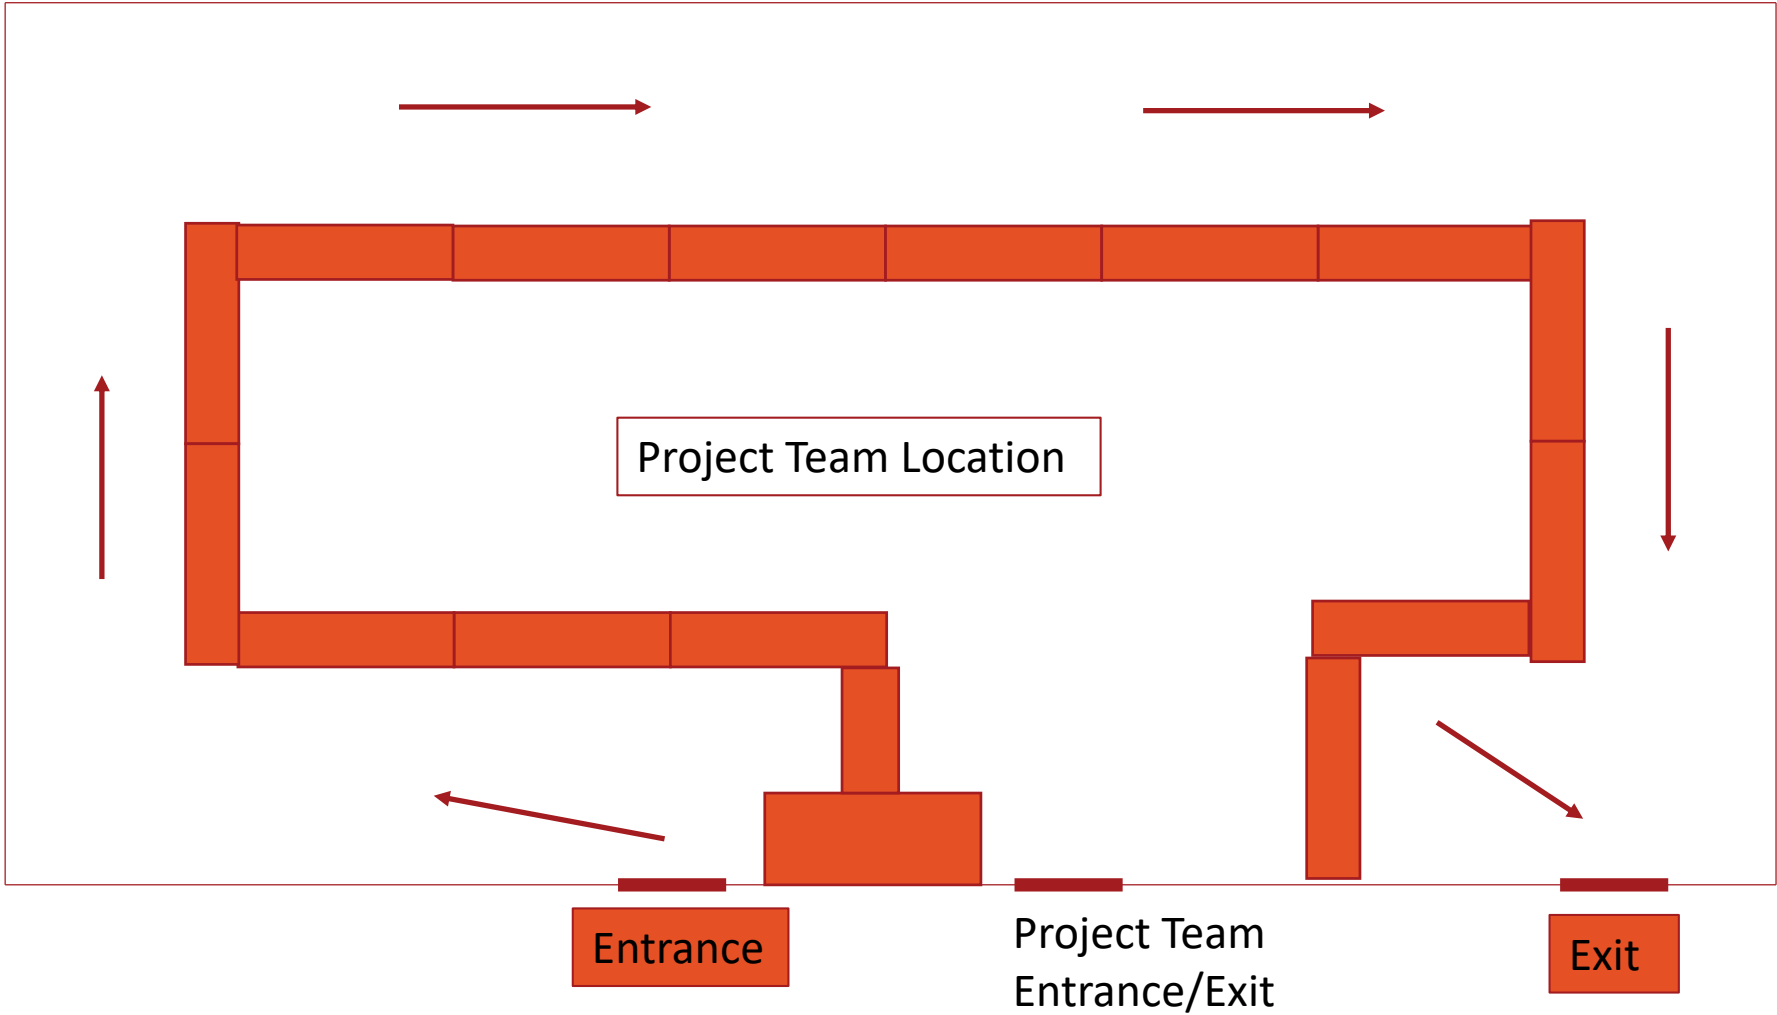 Project Team Location
Entrance
Project Team
Entrance/Exit
Exit